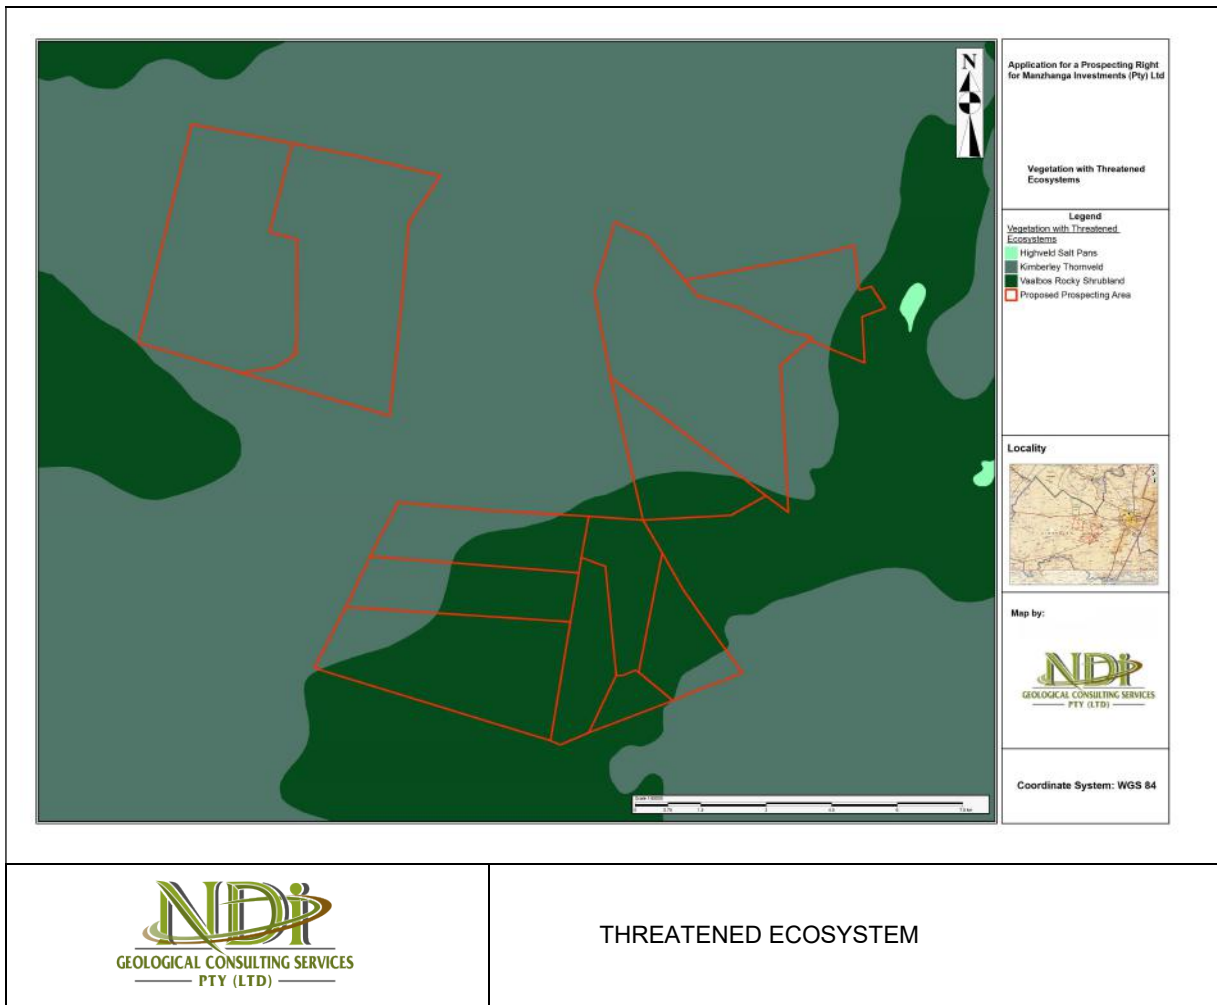 N
Application for a Prospecting Right
for Manzhanga Investments (Pty) Ltd
Vegetation with Threatened
Ecosystems
Legend
Vegetation with Threatened
Ecosystems
Highveld Salt Pans
Kimberley Thornveld
Vaalbos Rocky Shrubland
Proposed Prospecting Area
Locality
Map by:
NDi
GEOLOGICAL CONSULTING SERVICES
PTY (LTD)
Coordinate System: WGS 84
NDi
GEOLOGICAL CONSULTING SERVICES
PTY (LTD)
THREATENED ECOSYSTEM